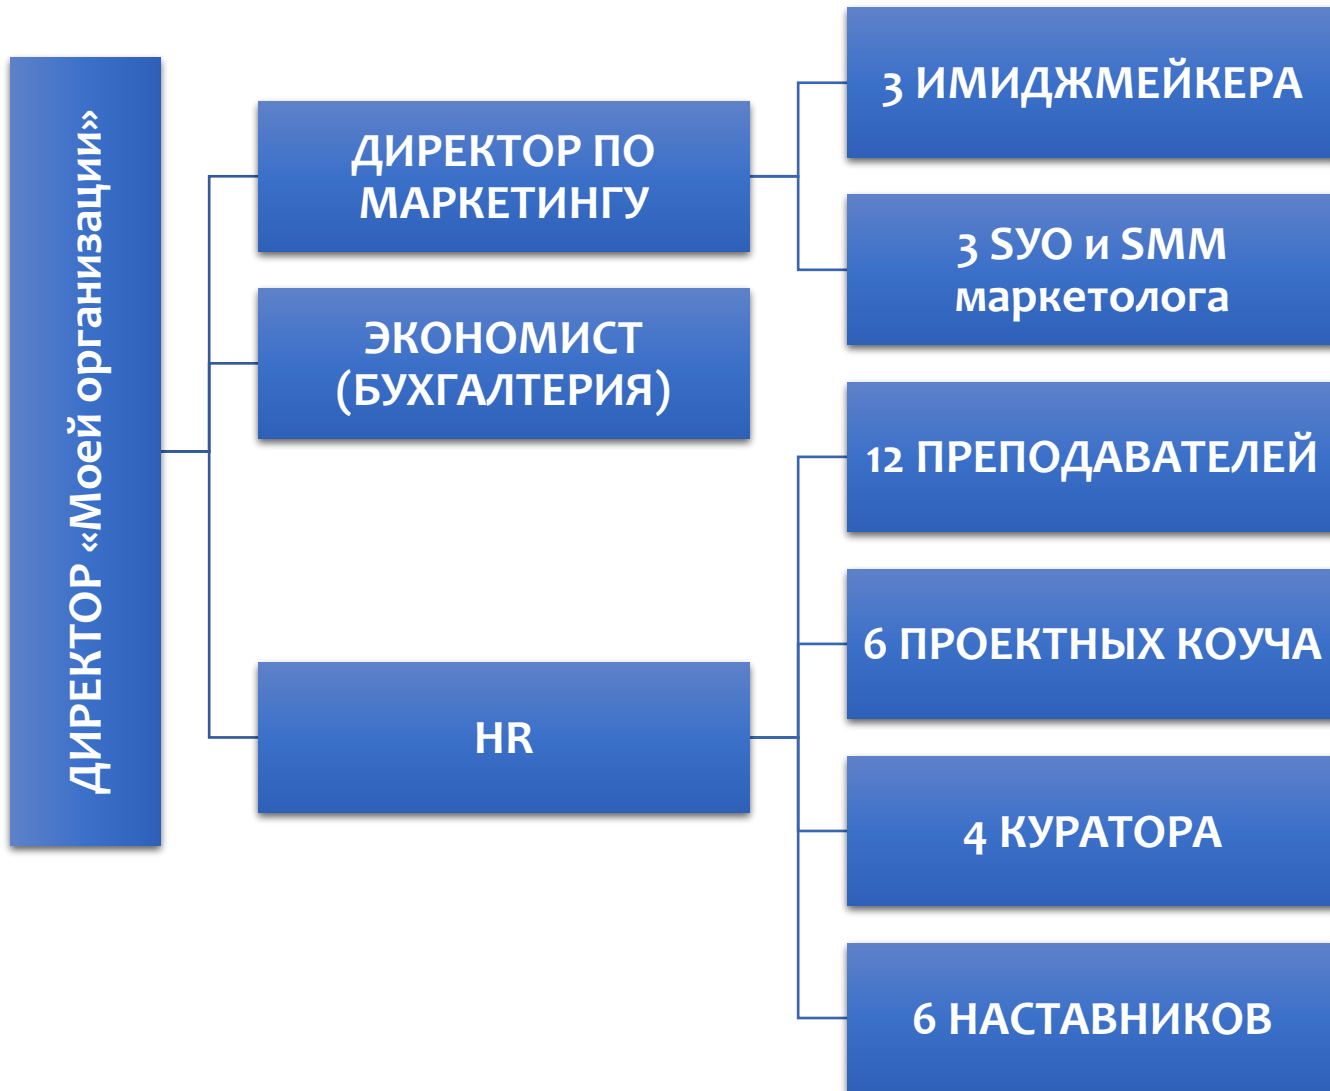 ДИРЕКТОР «Моей организации»
ДИРЕКТОР ПО
МАРКЕТИНГУ
3 ИМИДЖМЕЙКЕРА
3 SУО и SMM
маркетолога
ЭКОНОМИСТ
(БУХГАЛТЕРИЯ)
HR
12 ПРЕПОДАВАТЕЛЕЙ
6 ПРОЕКТНЫХ КОУЧА
4 КУРАТОРА
6 НАСТАВНИКОВ